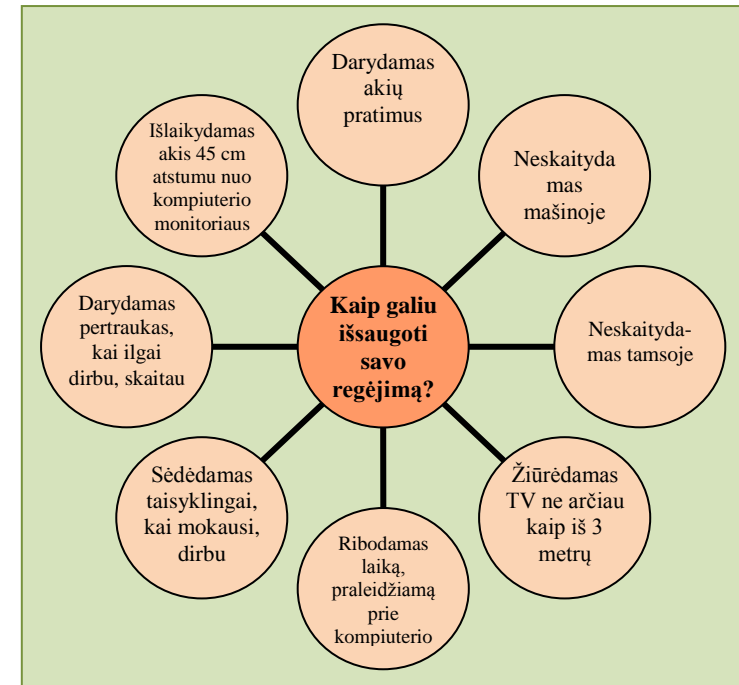 Kaip galiu
išsaugoti
savo
regėjimą?
Darydamas
akių
pratimus
Neskaityda
mas
mašinoje
Neskaityda-
mas tamsoje
Žiūrėdamas
TV ne arčiau
kaip iš 3
metrų
Ribodamas
laiką,
praleidžiamą
prie
kompiuterio
Sėdėdamas
taisyklingai,
kai mokausi,
dirbu
Darydamas
pertraukas,
kai ilgai
dirbu, skaitau
Išlaikydamas
akis 45 cm
atstumu nuo
kompiuterio
monitoriaus